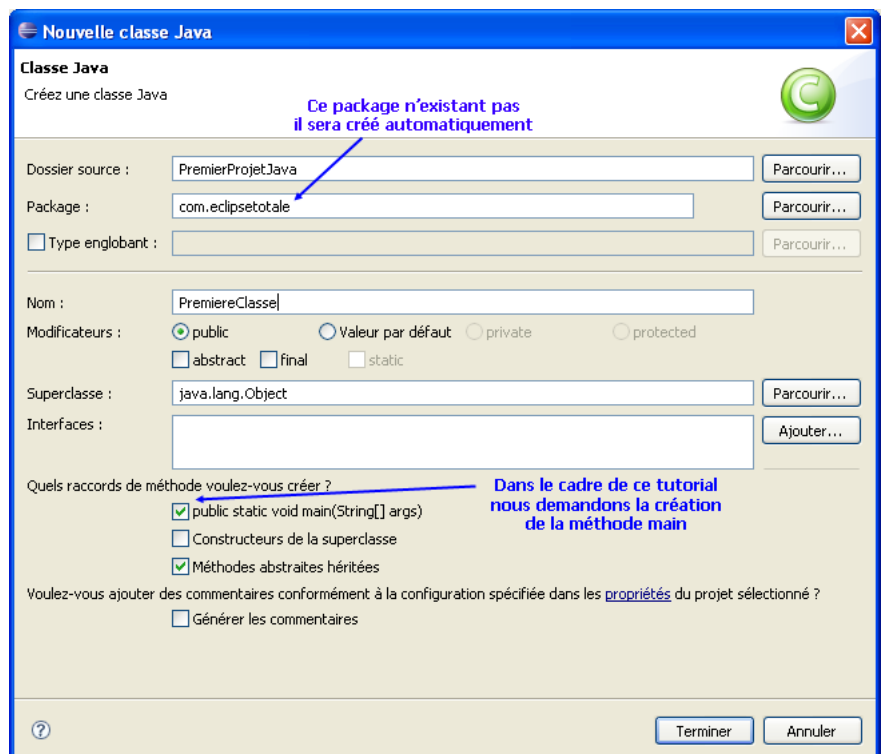 Nouvelle classe Java
Classe Java
Créez une classe Java
Ce package n'existant pas
il sera créé automatiquement
Dossier source : PremierProjetJava Parcourir...
Package : com.eclipsetotale Parcourir...
Type englobant : Parcourir...
Nom : PremiereClasse
Modificateurs : public Valeur par défaut private protected
abstract final static
Superclasse : java.lang.Object Parcourir...
Interfaces : Ajouter...
Quels raccords de méthode voulez-vous créer ?
Dans le cadre de ce tutorial
nous demandons la création
de la méthode main
public static void main(String[] args)
Constructeurs de la superclasse
Méthodes abstraites héritées
Voulez-vous ajouter des commentaires conformément à la configuration spécifiée dans les propriétés du projet sélectionné ?
Générer les commentaires
? Terminer Annuler